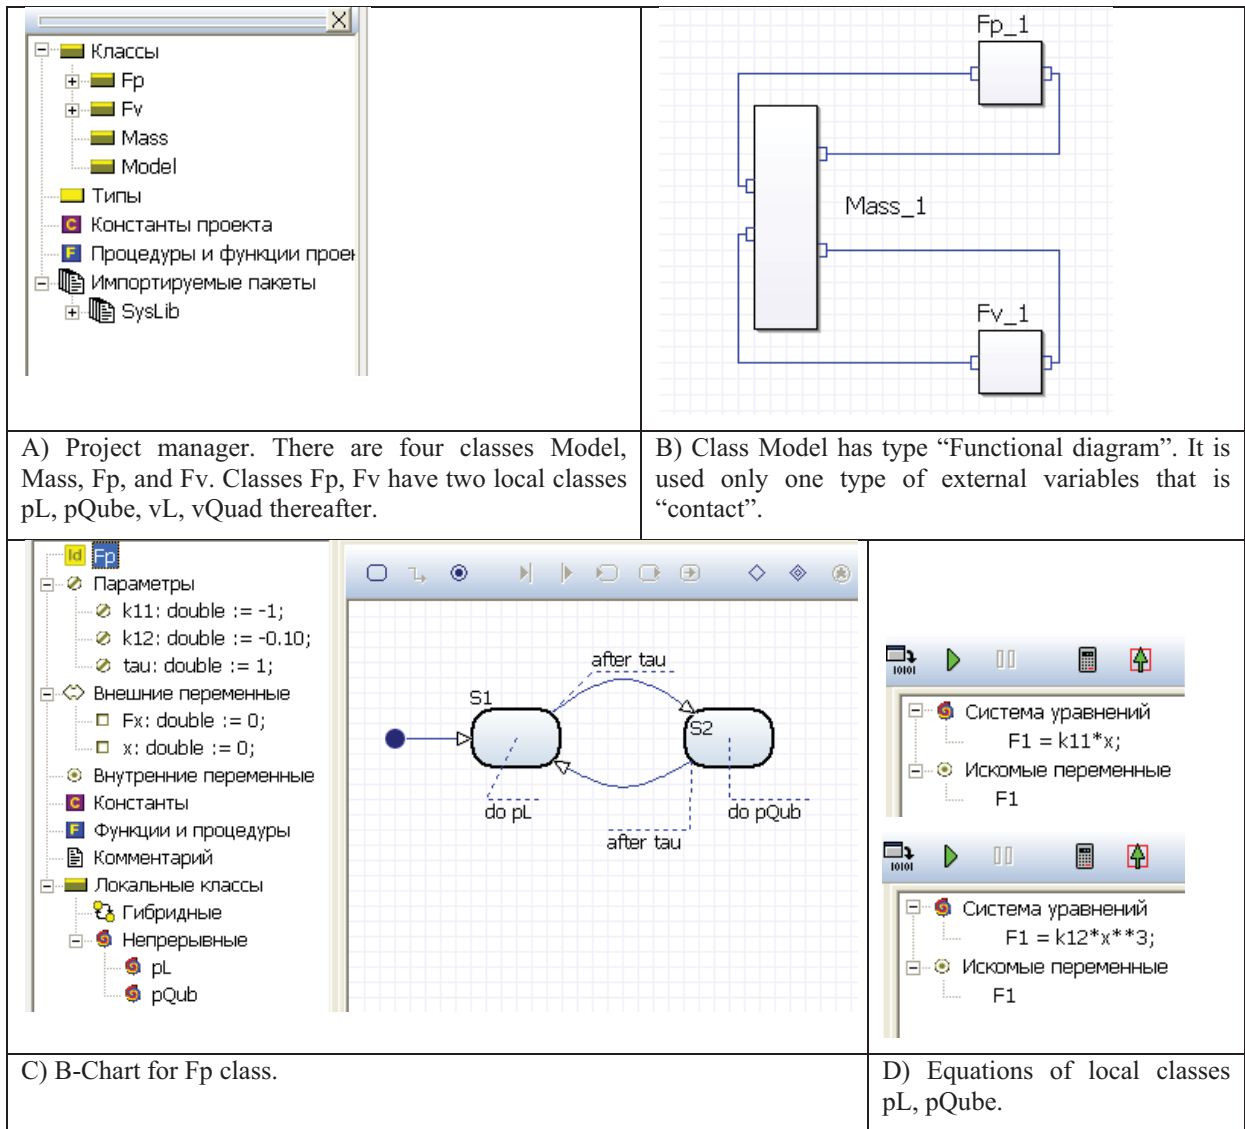 Классы
Fp
Fv
Mass
Model
Типы
Константы проекта
Процедуры и функции проек
Импортируемые пакеты
SysLib
Fp_1
Mass_1
Fv_1
A) Project manager. There are four classes Model,
Mass, Fp, and Fv. Classes Fp, Fv have two local classes
pL, pQube, vL, vQuad thereafter.
B) Class Model has type “Functional diagram”. It is
used only one type of external variables that is
“contact”.
Fp
Параметры
k11: double := -1;
k12: double := -0.10;
tau: double := 1;
Внешние переменные
Fx: double := 0;
x: double := 0;
Внутренние переменные
Константы
Функции и процедуры
Комментарий
Локальные классы
Гибридные
Непрерывные
pL
pQub
after tau
S1
S2
do pL
do pQub
after tau
Система уравнений
F1 = k11*x;
Искомые переменные
F1
Система уравнений
F1 = k12*x**3;
Искомые переменные
F1
C) B-Chart for Fp class.
D) Equations of local classes
pL, pQube.